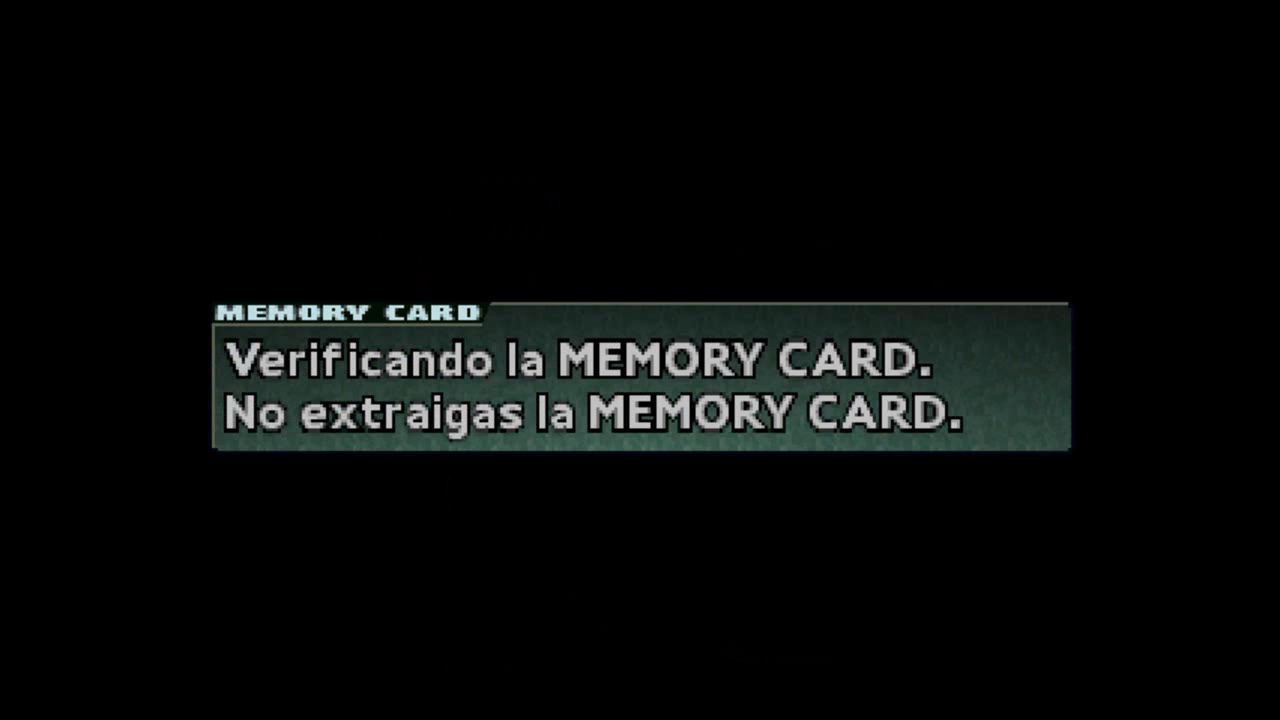 MEMORY CARD
Verificando la MEMORY CARD.
No extraigas la MEMORY CARD.